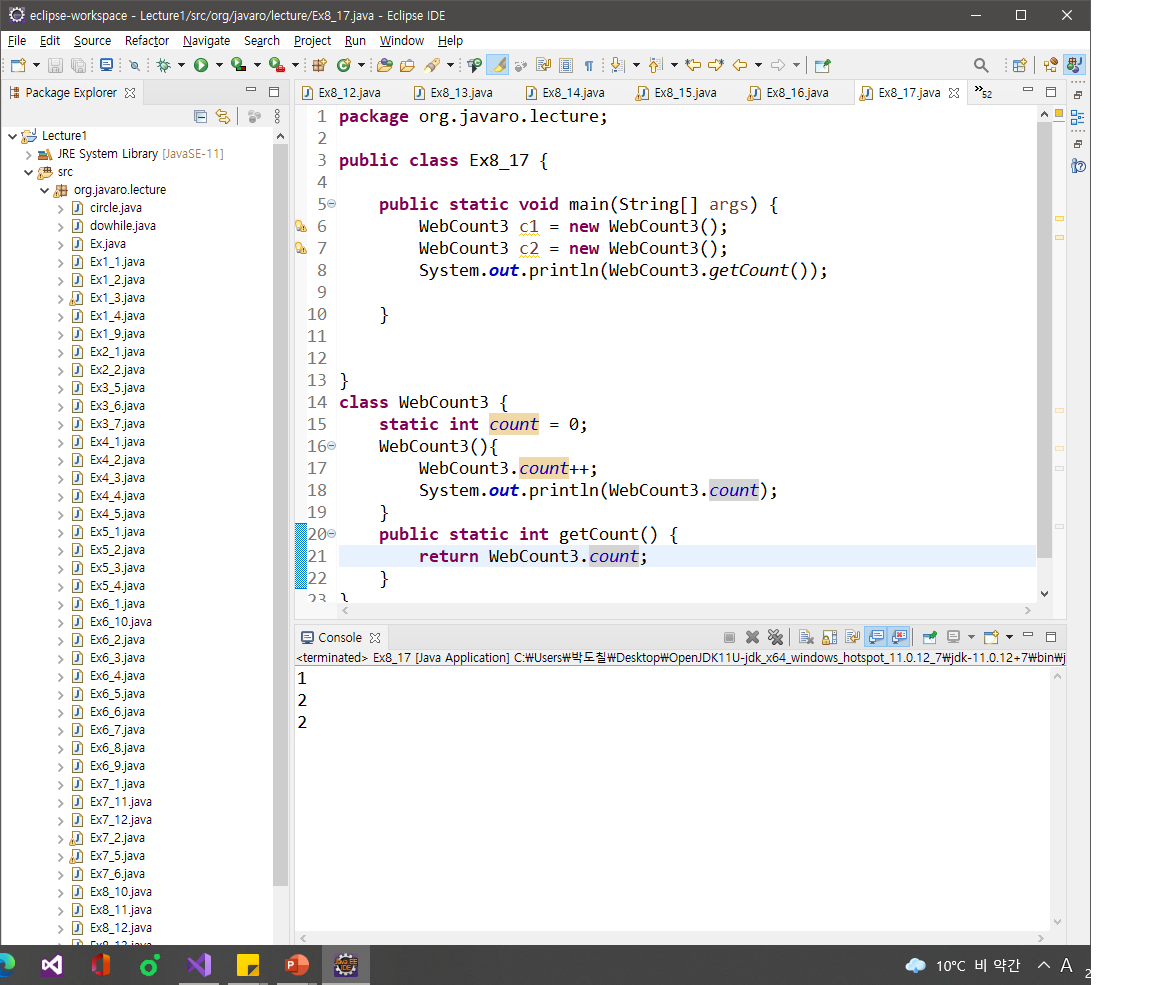 eclipse-workspace - Lecture1/src/org/javaro/lecture/Ex8_17.java - Eclipse IDE
File Edit Source Refactor Navigate Search Project Run Window Help
Package Explorer
Lecture1
JRE System Library [JavaSE-11]
src
org.javaro.lecture
circle.java
dowhile.java
Ex.java
Ex1_1.java
Ex1_2.java
Ex1_3.java
Ex1_4.java
Ex1_9.java
Ex2_1.java
Ex2_2.java
Ex3_5.java
Ex3_6.java
Ex3_7.java
Ex4_1.java
Ex4_2.java
Ex4_3.java
Ex4_4.java
Ex4_5.java
Ex5_1.java
Ex5_2.java
Ex5_3.java
Ex5_4.java
Ex6_1.java
Ex6_10.java
Ex6_2.java
Ex6_3.java
Ex6_4.java
Ex6_5.java
Ex6_6.java
Ex6_7.java
Ex6_8.java
Ex6_9.java
Ex7_1.java
Ex7_11.java
Ex7_12.java
Ex7_2.java
Ex7_5.java
Ex7_6.java
Ex8_10.java
Ex8_11.java
Ex8_12.java
Ex8_12.java Ex8_13.java Ex8_14.java Ex8_15.java Ex8_16.java Ex8_17.java »52
1 package org.javaro.lecture;
2
3 public class Ex8_17 {
4
5 public static void main(String[] args) {
6 WebCount3 c1 = new WebCount3();
7 WebCount3 c2 = new WebCount3();
8 System.out.println(WebCount3.getCount());
9
10 }
11
12
13 }
14 class WebCount3 {
15 static int count = 0;
16 WebCount3(){
17 WebCount3.count++;
18 System.out.println(WebCount3.count);
19 }
20 public static int getCount() {
21 return WebCount3.count;
22 }
23 }
Console
<terminated> Ex8_17 [Java Application] C:₩Users₩박도칠₩Desktop₩OpenJDK11U-jdk_x64_windows_hotspot_11.0.12_7₩jdk-11.0.12+7₩bin₩j
1
2
2
10°C 비 약간 A 2